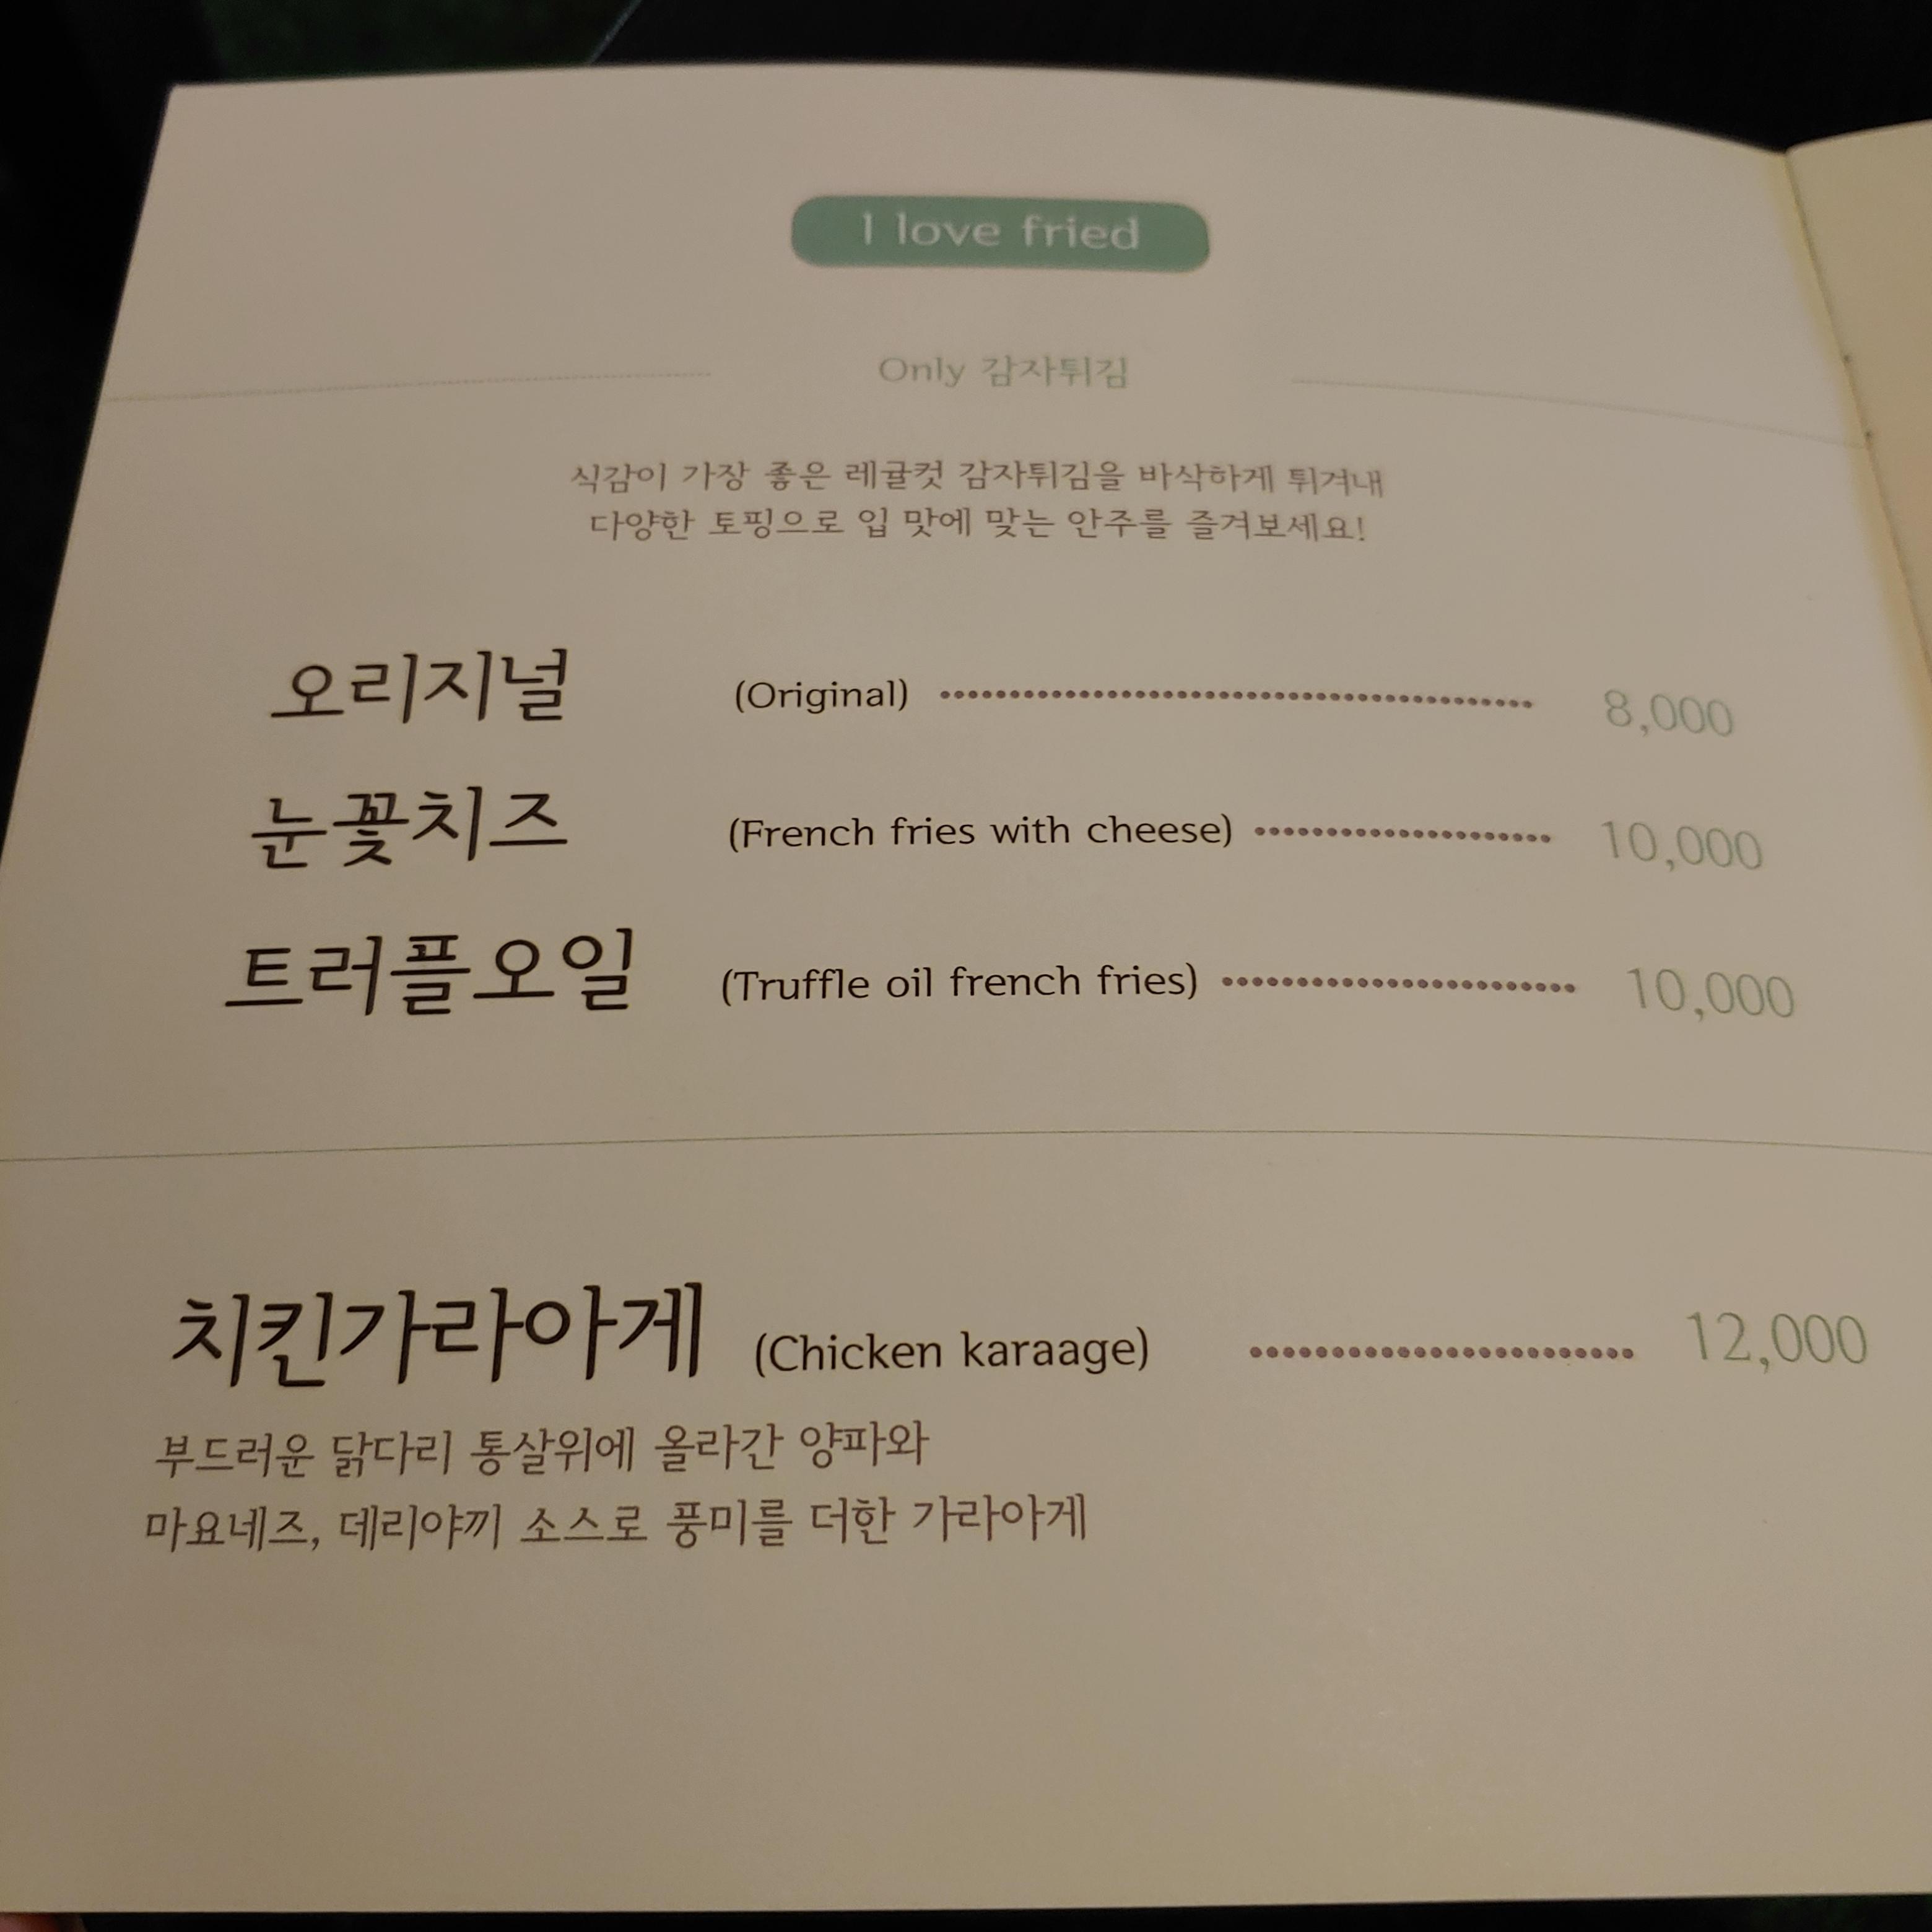 I love fried
Only 감자튀김
식감이 가장 좋은 레귤컷 감자튀김을 바삭하게 튀겨내
다양한 토핑으로 입 맛에 맞는 안주를 즐겨보세요!
오리지널 (Original) 8,000
눈꽃치즈 (French fries with cheese) 10,000
트러플오일 (Truffle oil french fries) 10,000
치킨가라아게 (Chicken karaage) 12,000
부드러운 닭다리 통살위에 올라간 양파와
마요네즈, 데리야끼 소스로 풍미를 더한 가라아게